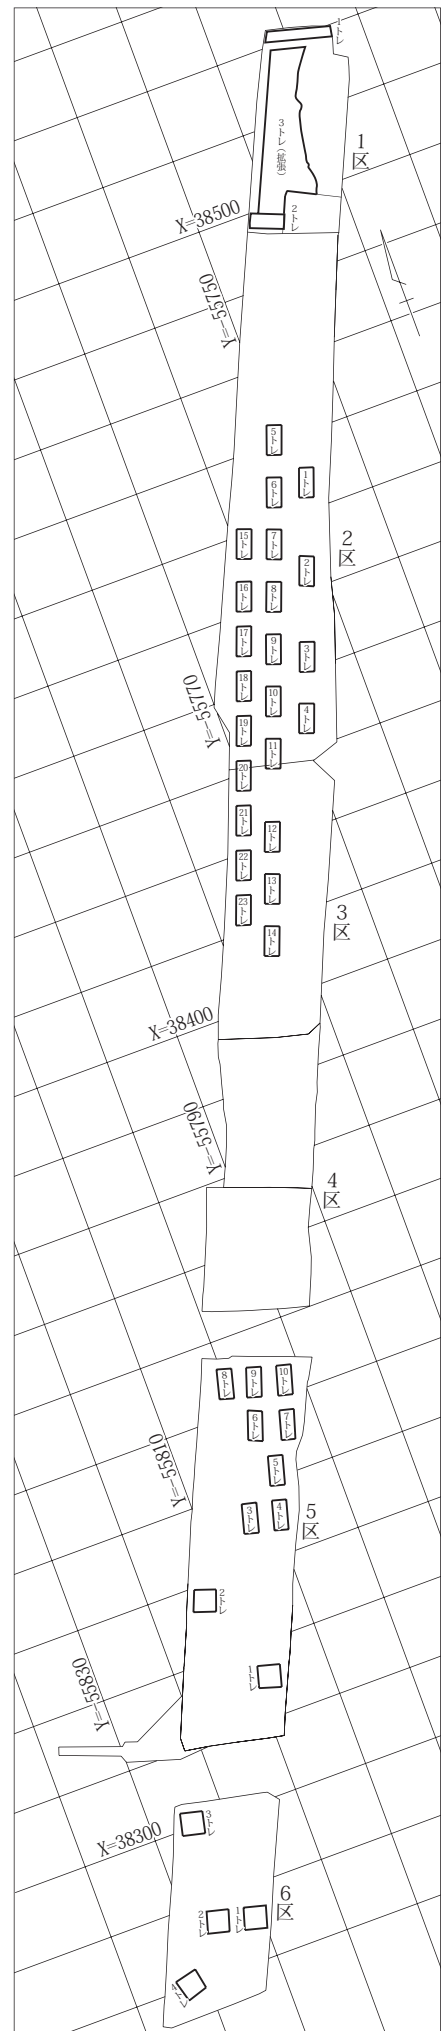 1トレ
3トレ（拡張）
1区
X=38500
2トレ
Y=-55750
5トレ
1トレ
6トレ
15トレ
7トレ
2区
2トレ
16トレ
8トレ
17トレ
9トレ
3トレ
18トレ
Y=-55770
10トレ
4トレ
19トレ
11トレ
20トレ
21トレ
12トレ
22トレ
13トレ
23トレ
3区
14トレ
X=38400
Y=-55790
4区
8トレ
9トレ
10トレ
6トレ
7トレ
Y=-55810
5トレ
3トレ
4トレ
5区
2トレ
1トレ
Y=-55830
X=38300
3トレ
6区
2トレ
1トレ
4トレ